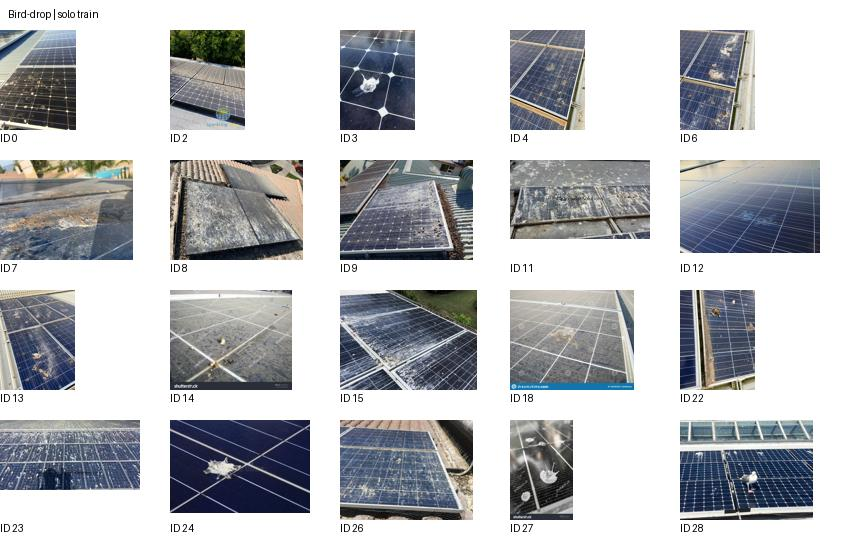 Bird-drop | solo train
ID 0
ID 2
ID 3
ID 4
ID 6
ID 7
ID 8
ID 9
ID 11
ID 12
ID 13
ID 14
ID 15
ID 18
ID 22
ID 23
ID 24
ID 26
ID 27
ID 28
shutterstock